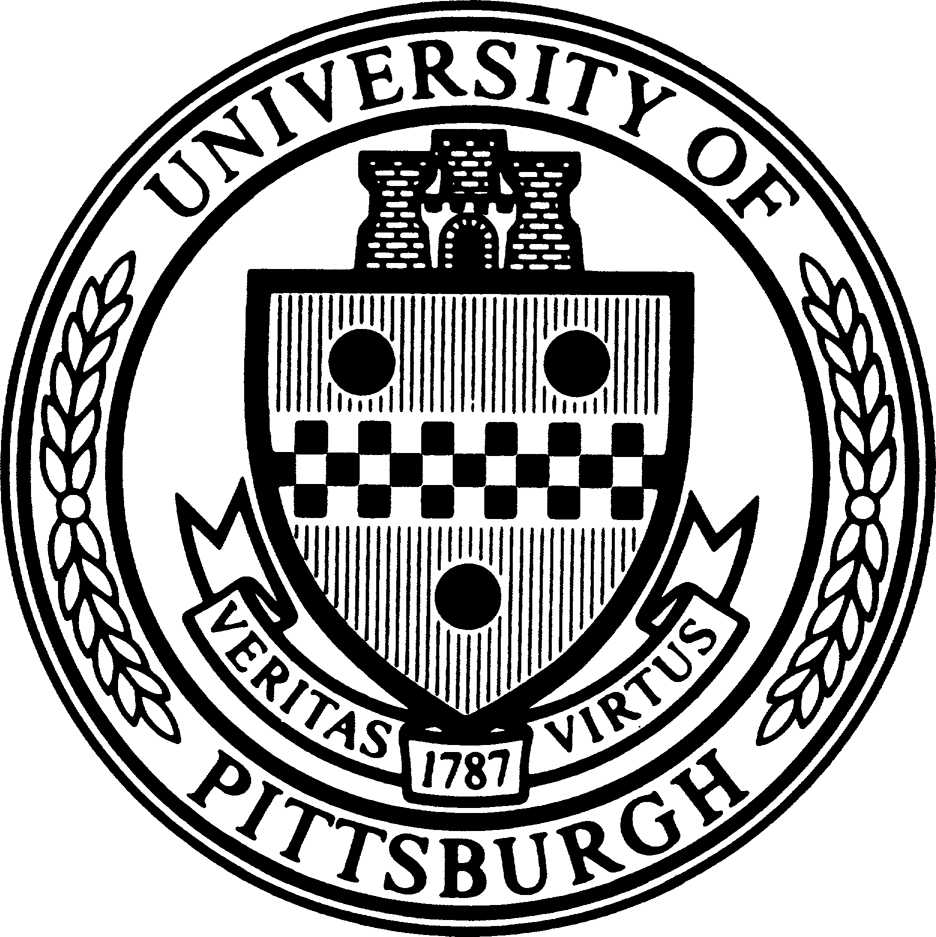 UNIVERSITY OF
VERITAS
1787
VIRTUS
PITTSBURGH